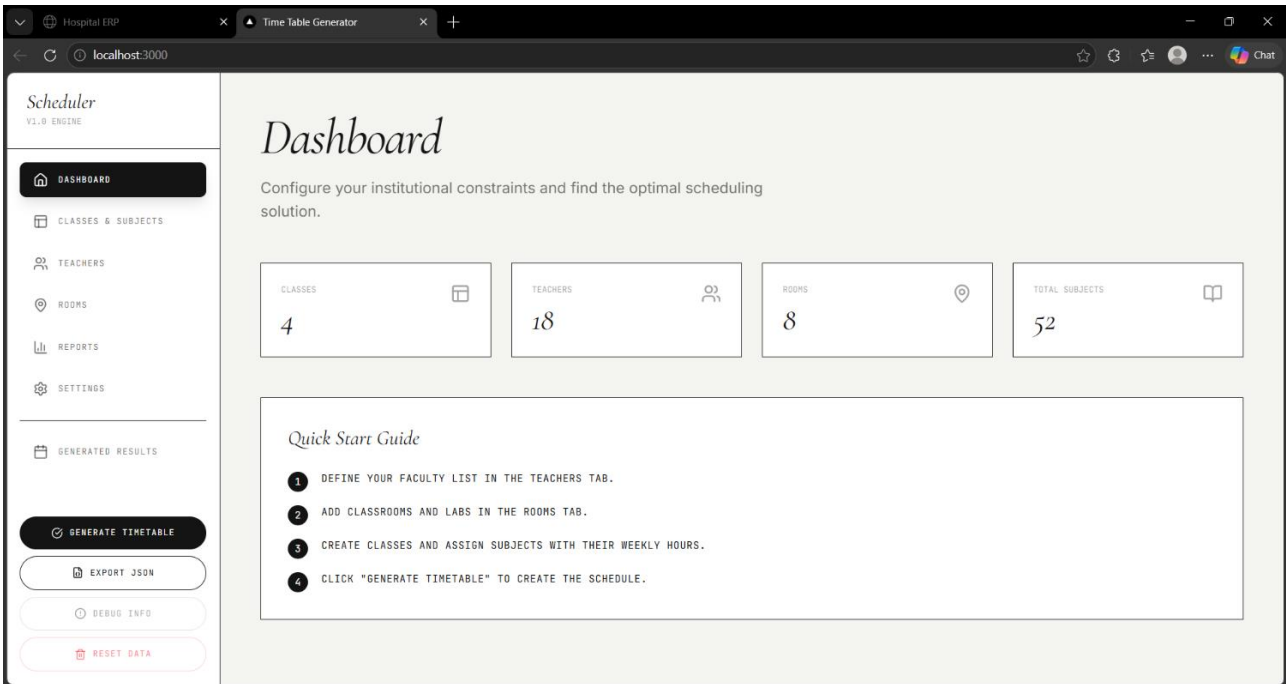 Hospital ERP
Time Table Generator
localhost:3000
Chat
Scheduler
V1.0 ENGINE
DASHBOARD
CLASSES & SUBJECTS
TEACHERS
ROOMS
REPORTS
SETTINGS
GENERATED RESULTS
GENERATE TIMETABLE
EXPORT JSON
DEBUG INFO
RESET DATA
Dashboard
Configure your institutional constraints and find the optimal scheduling
solution.
CLASSES
4
TEACHERS
18
ROOMS
8
TOTAL SUBJECTS
52
Quick Start Guide
1 DEFINE YOUR FACULTY LIST IN THE TEACHERS TAB.
2 ADD CLASSROOMS AND LABS IN THE ROOMS TAB.
3 CREATE CLASSES AND ASSIGN SUBJECTS WITH THEIR WEEKLY HOURS.
4 CLICK "GENERATE TIMETABLE" TO CREATE THE SCHEDULE.